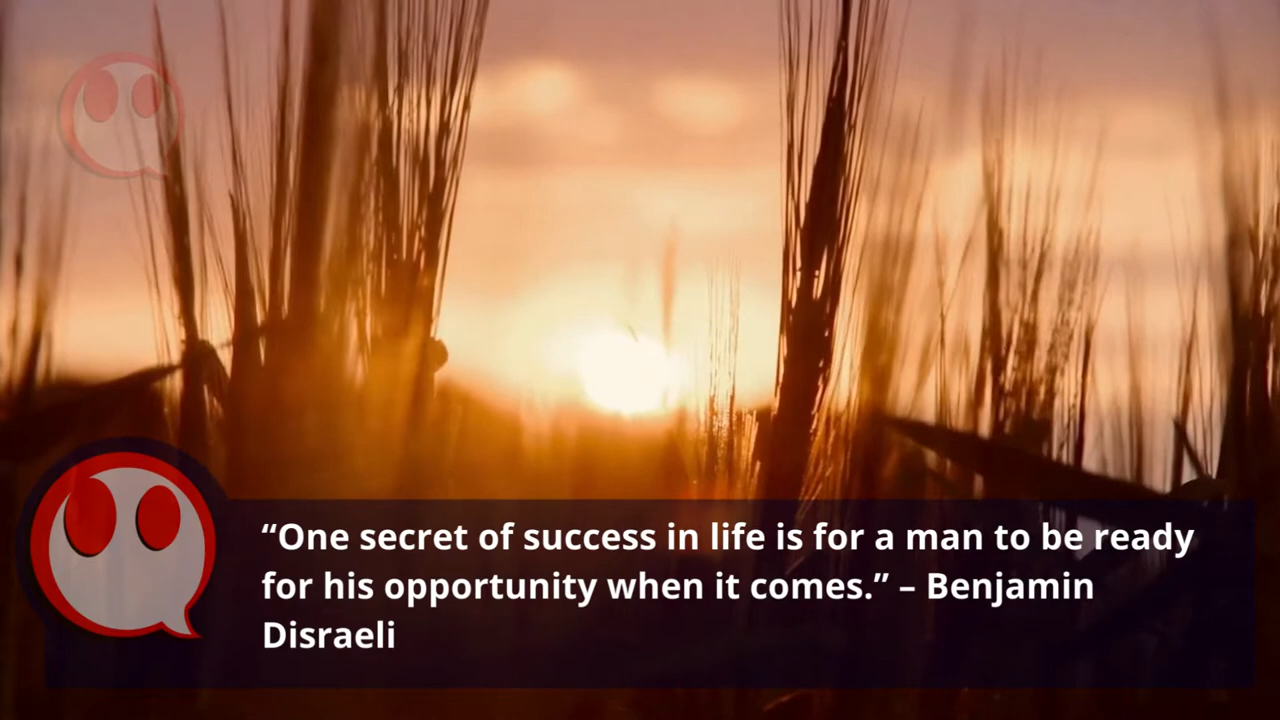 “One secret of success in life is for a man to be ready
for his opportunity when it comes.” – Benjamin
Disraeli